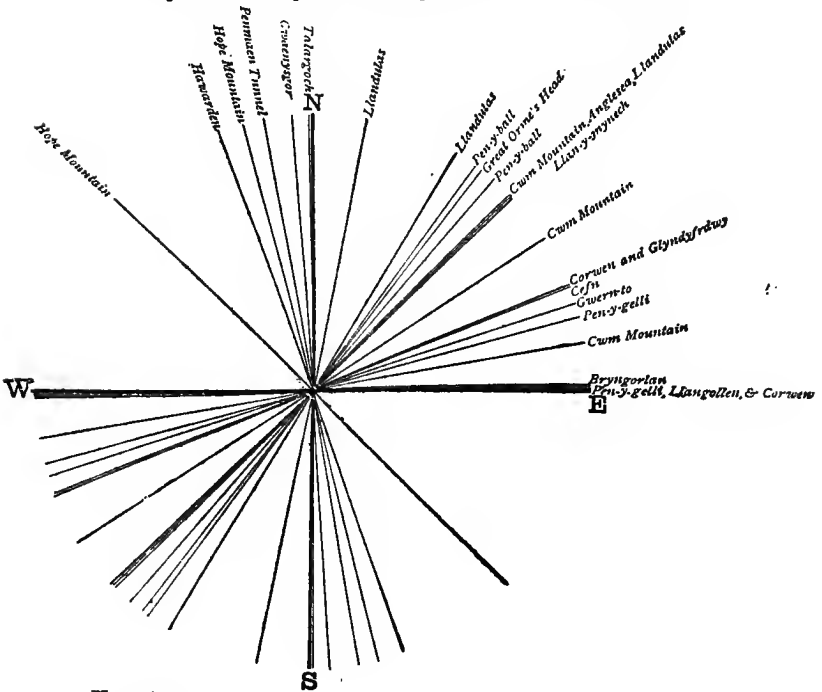 Hope Mountain
Hawarden
Hope Mountain
Penmaen Tunnel
Gwaenysgor
Talargoch
N
Llandulas
Llandulas
Pen-y-ball
Great Orme's Head.
Pen-y-ball
Cwm Mountain, Anglesea, Llandulas
Llan-y-mynech
Cwm Mountain
Corwen and Glyndyfrdwy
Cefn
Gwern-to
Pen-y-gelli
Cwm Mountain
W
Bryngorlan
Pen-y-gelli, Llangollen, & Corwen
E
S